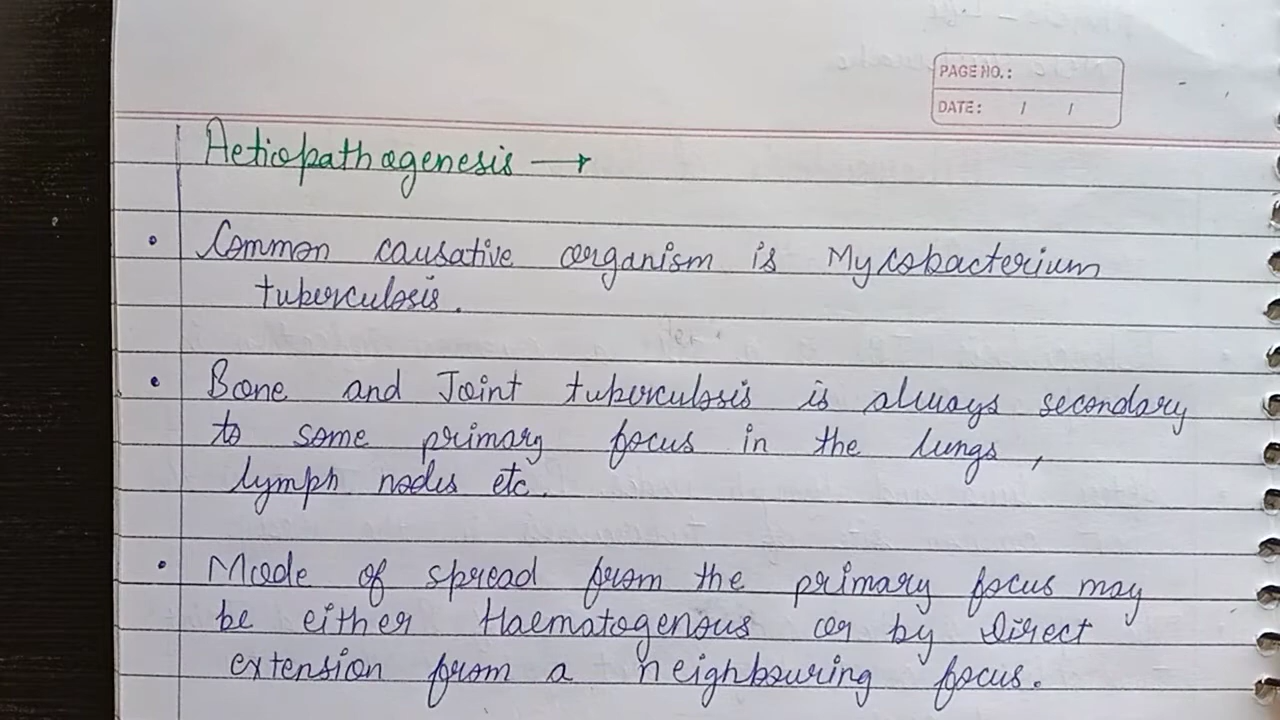 PAGE NO.:
DATE: / /
Aetiopathogenesis →
• Common causative organism is Mycobacterium
tuberculosis.
• Bone and Joint tuberculosis is always secondary
to some primary focus in the lungs,
lymph nodes etc.
• Mode of spread from the primary focus may
be either Haematogenous or by Direct
extension from a neighbouring focus.